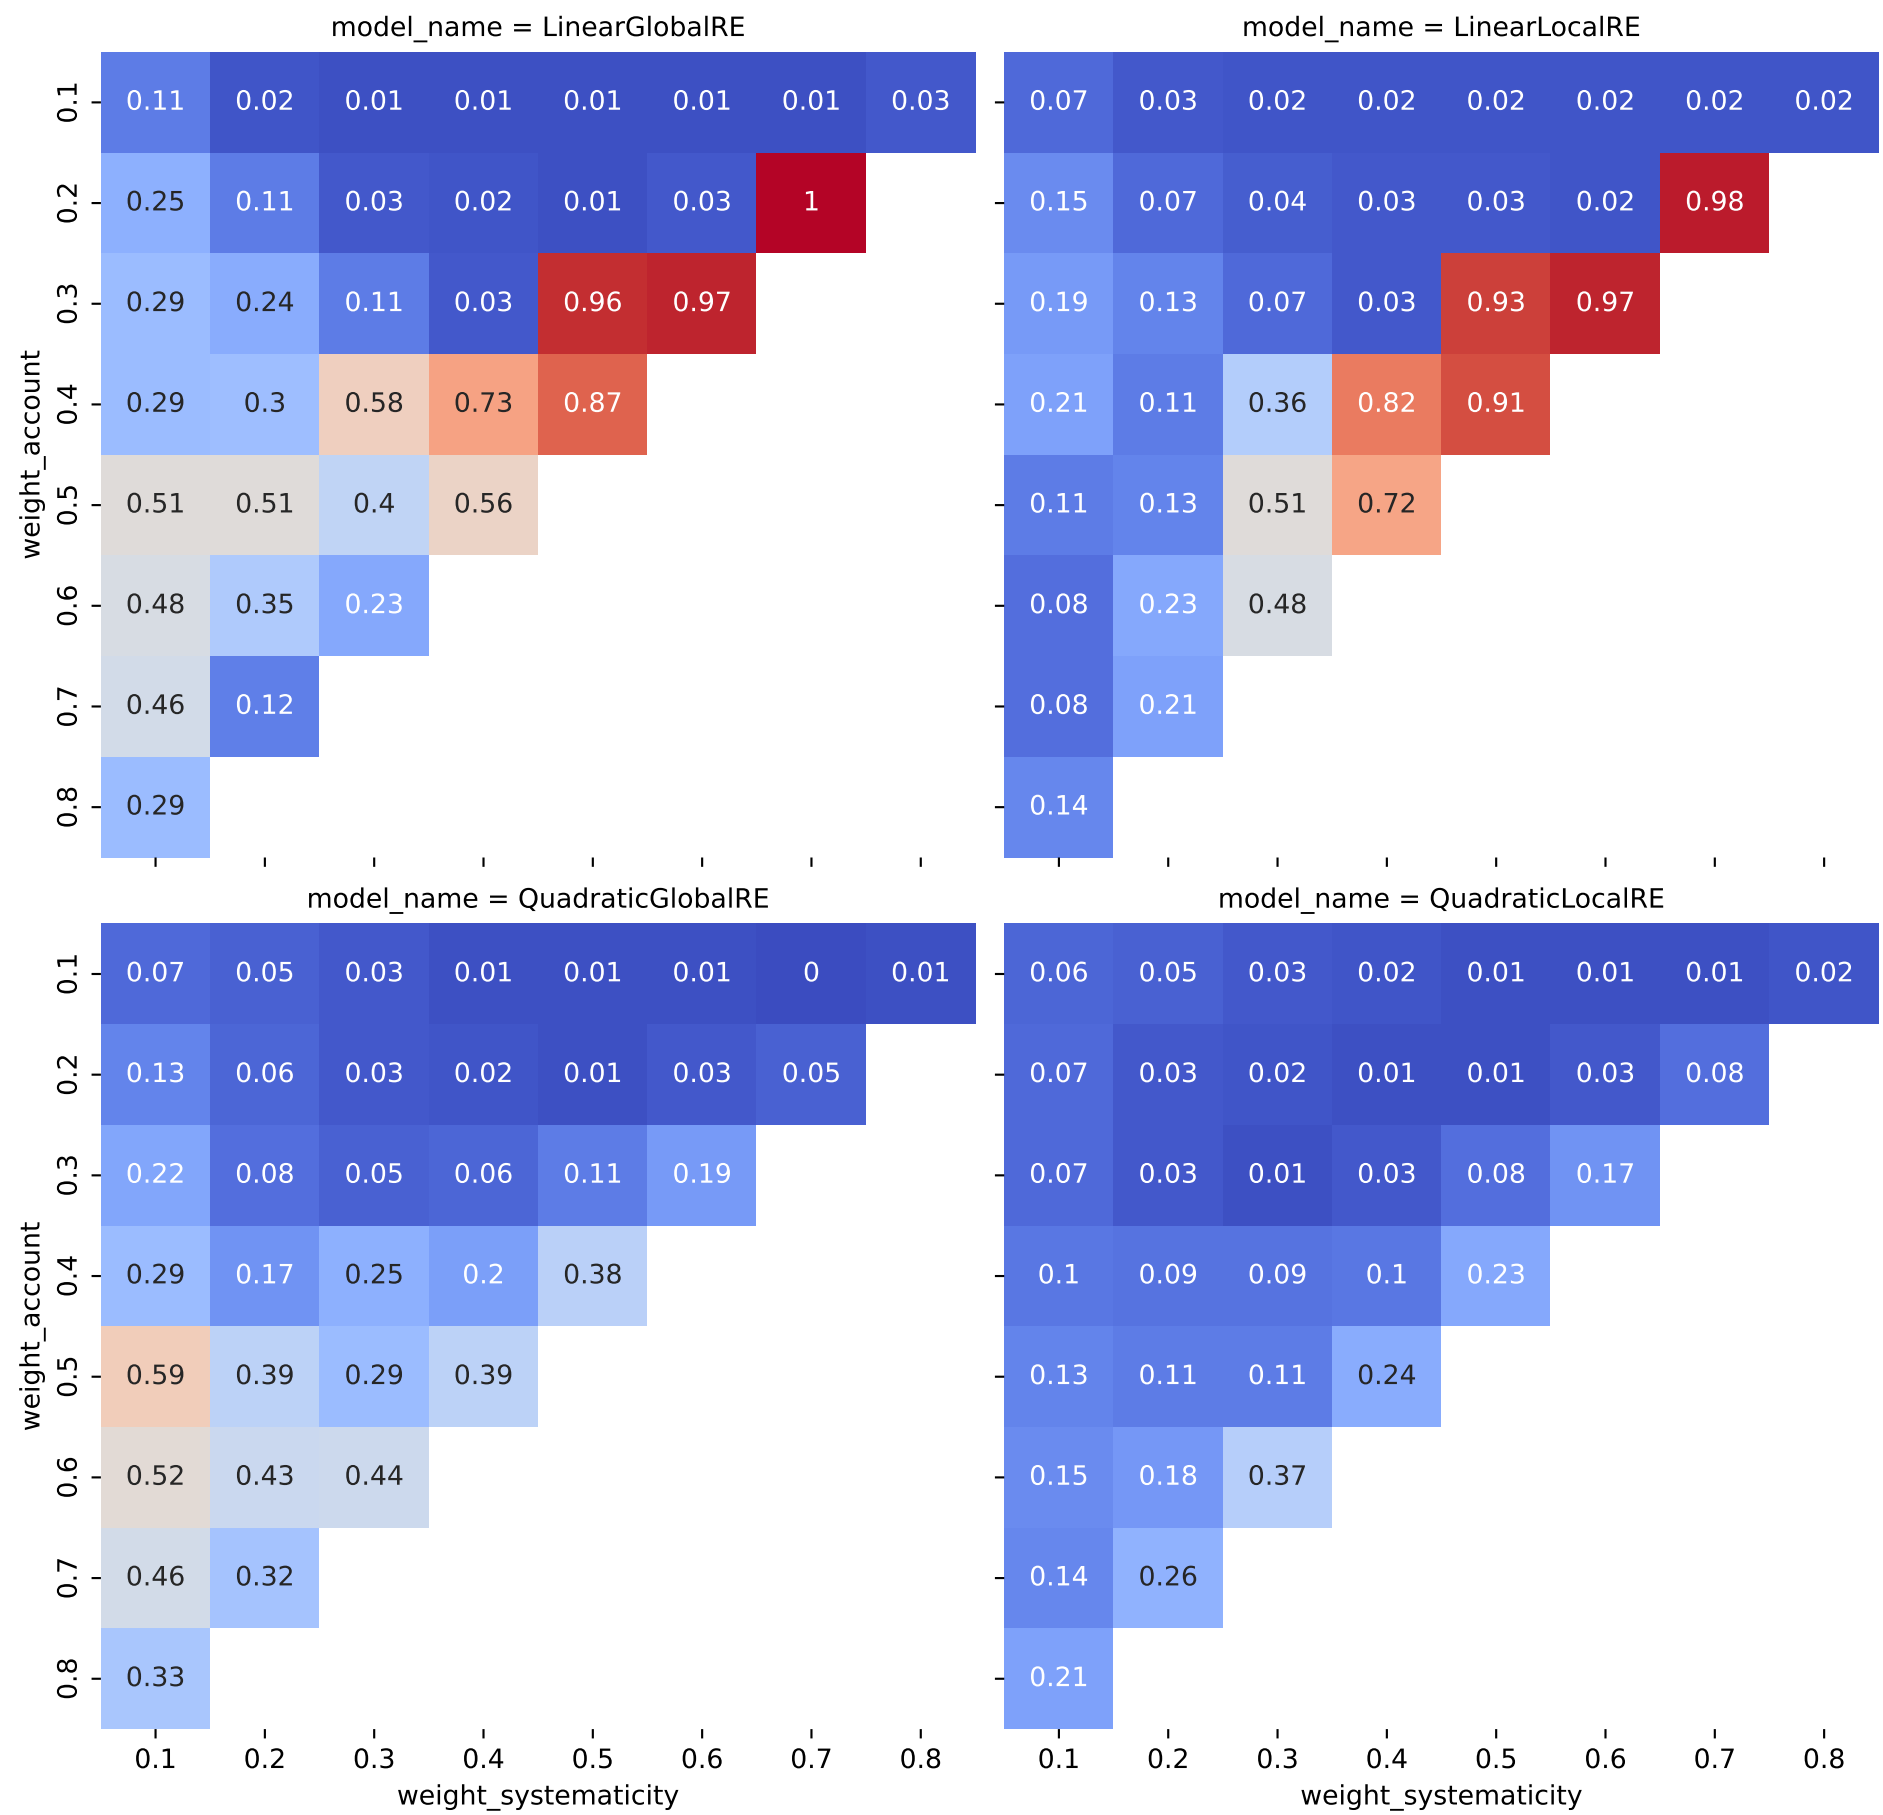 model_name = LinearGlobalRE
model_name = LinearLocalRE
0.1 0.11 0.02 0.01 0.01 0.01 0.01 0.01 0.03
0.07 0.03 0.02 0.02 0.02 0.02 0.02 0.02
0.2 0.25 0.11 0.03 0.02 0.01 0.03 1
0.15 0.07 0.04 0.03 0.03 0.02 0.98
0.3 0.29 0.24 0.11 0.03 0.96 0.97
0.19 0.13 0.07 0.03 0.93 0.97
0.4 0.29 0.3 0.58 0.73 0.87
0.21 0.11 0.36 0.82 0.91
weight_account
0.5 0.51 0.51 0.4 0.56
0.11 0.13 0.51 0.72
0.6 0.48 0.35 0.23
0.08 0.23 0.48
0.7 0.46 0.12
0.08 0.21
0.8 0.29
0.14
model_name = QuadraticGlobalRE
model_name = QuadraticLocalRE
0.1 0.07 0.05 0.03 0.01 0.01 0.01 0 0.01
0.06 0.05 0.03 0.02 0.01 0.01 0.01 0.02
0.2 0.13 0.06 0.03 0.02 0.01 0.03 0.05
0.07 0.03 0.02 0.01 0.01 0.03 0.08
0.3 0.22 0.08 0.05 0.06 0.11 0.19
0.07 0.03 0.01 0.03 0.08 0.17
0.4 0.29 0.17 0.25 0.2 0.38
0.1 0.09 0.09 0.1 0.23
weight_account
0.5 0.59 0.39 0.29 0.39
0.13 0.11 0.11 0.24
0.6 0.52 0.43 0.44
0.15 0.18 0.37
0.7 0.46 0.32
0.14 0.26
0.8 0.33
0.21
0.1 0.2 0.3 0.4 0.5 0.6 0.7 0.8
0.1 0.2 0.3 0.4 0.5 0.6 0.7 0.8
weight_systematicity
weight_systematicity